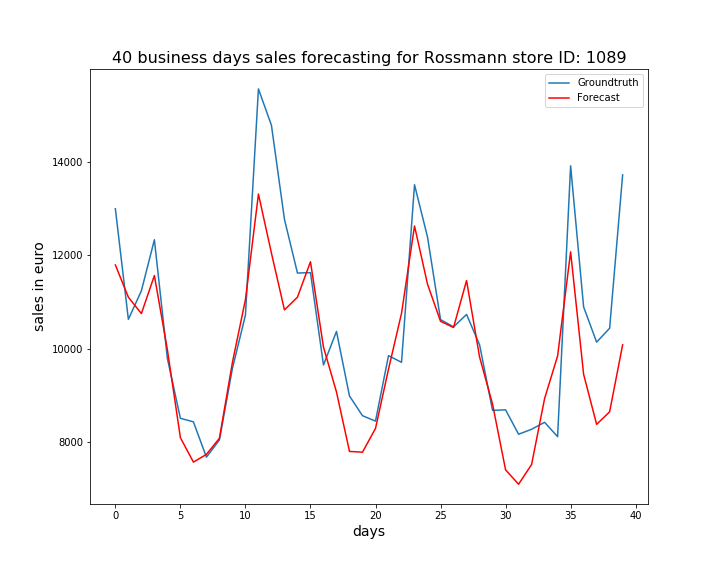 40 business days sales forecasting for Rossmann store ID: 1089
Groundtruth
Forecast
sales in euro
14000
12000
10000
8000
0 5 10 15 20 25 30 35 40
days